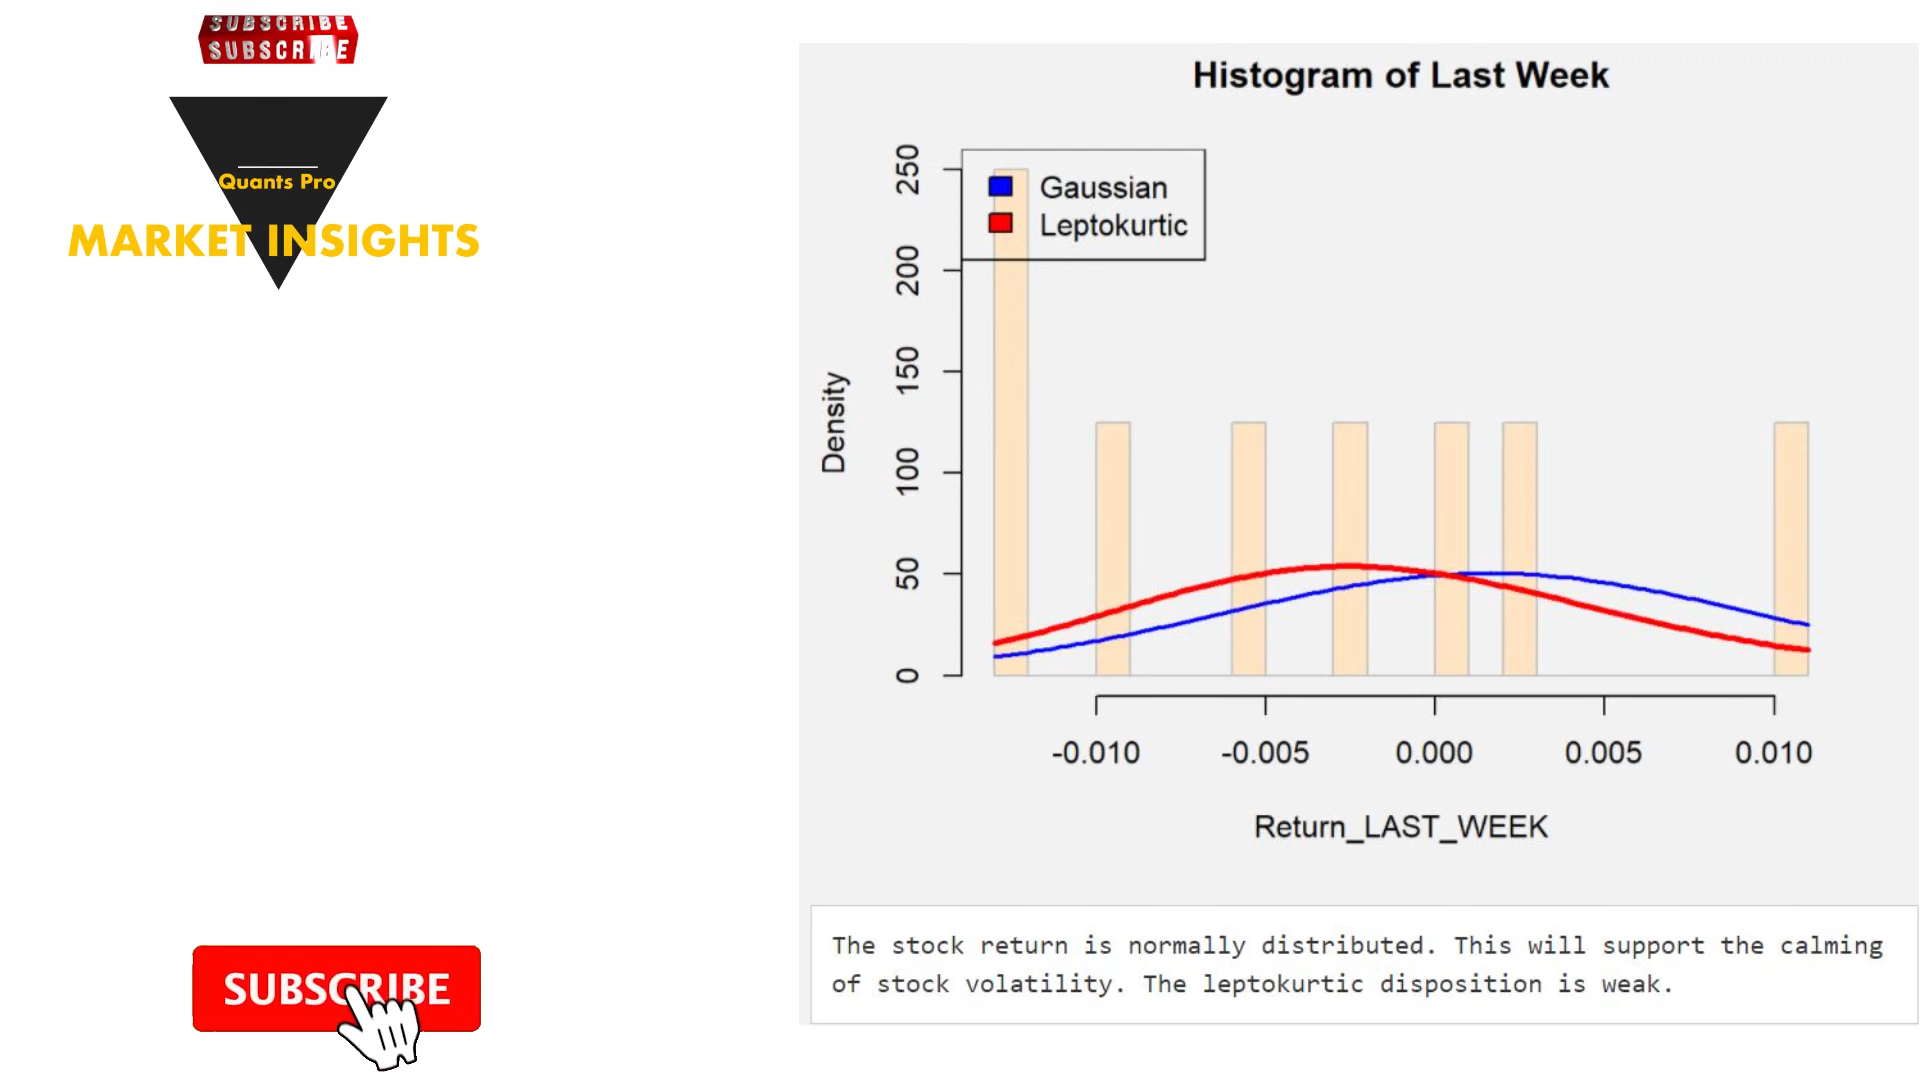 SUBSCRIBE
SUBSCRIBE
Quants Pro
MARKET INSIGHTS
SUBSCRIBE
Histogram of Last Week
Gaussian
Leptokurtic
Density
250
200
150
100
50
0
-0.010 -0.005 0.000 0.005 0.010
Return_LAST_WEEK
The stock return is normally distributed. This will support the calming
of stock volatility. The leptokurtic disposition is weak.